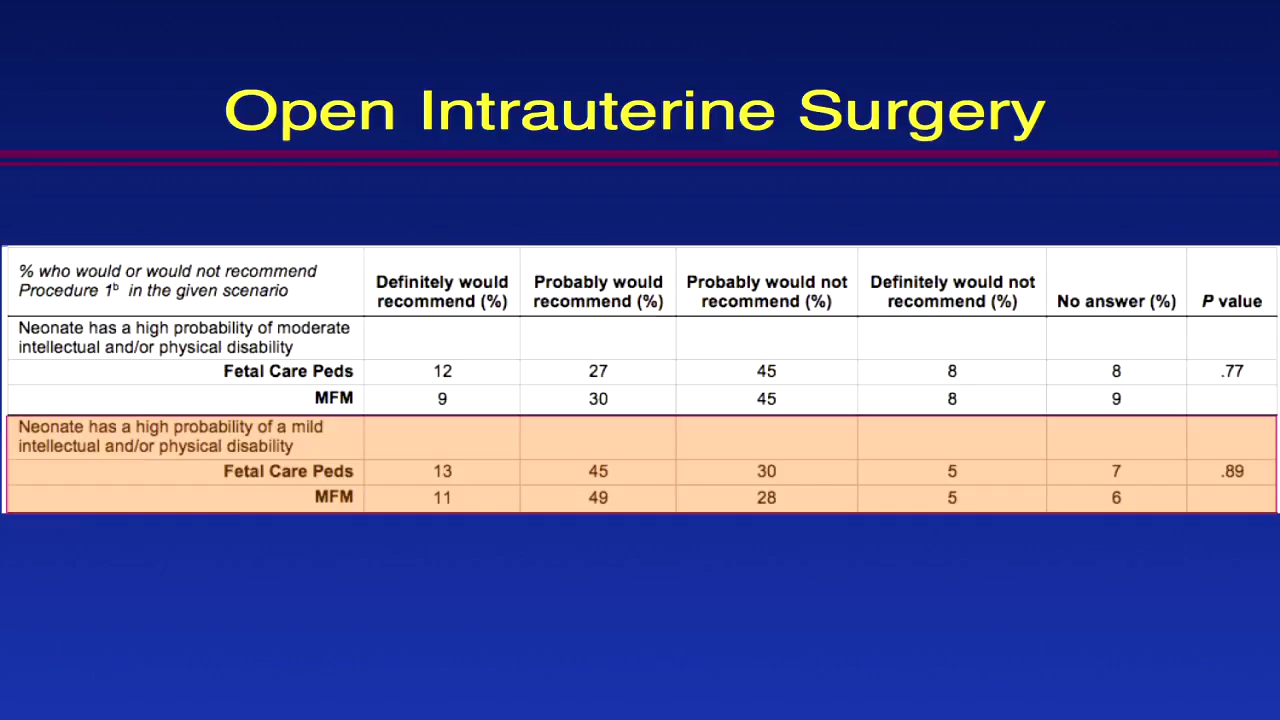 Open Intrauterine Surgery
% who would or would not recommend Procedure 1ᵇ in the given scenario | Definitely would recommend (%) | Probably would recommend (%) | Probably would not recommend (%) | Definitely would not recommend (%) | No answer (%) | P value
Neonate has a high probability of moderate
intellectual and/or physical disability
Fetal Care Peds 12 27 45 8 8 .77
MFM 9 30 45 8 9
Neonate has a high probability of a mild
intellectual and/or physical disability
Fetal Care Peds 13 45 30 5 7 .89
MFM 11 49 28 5 6